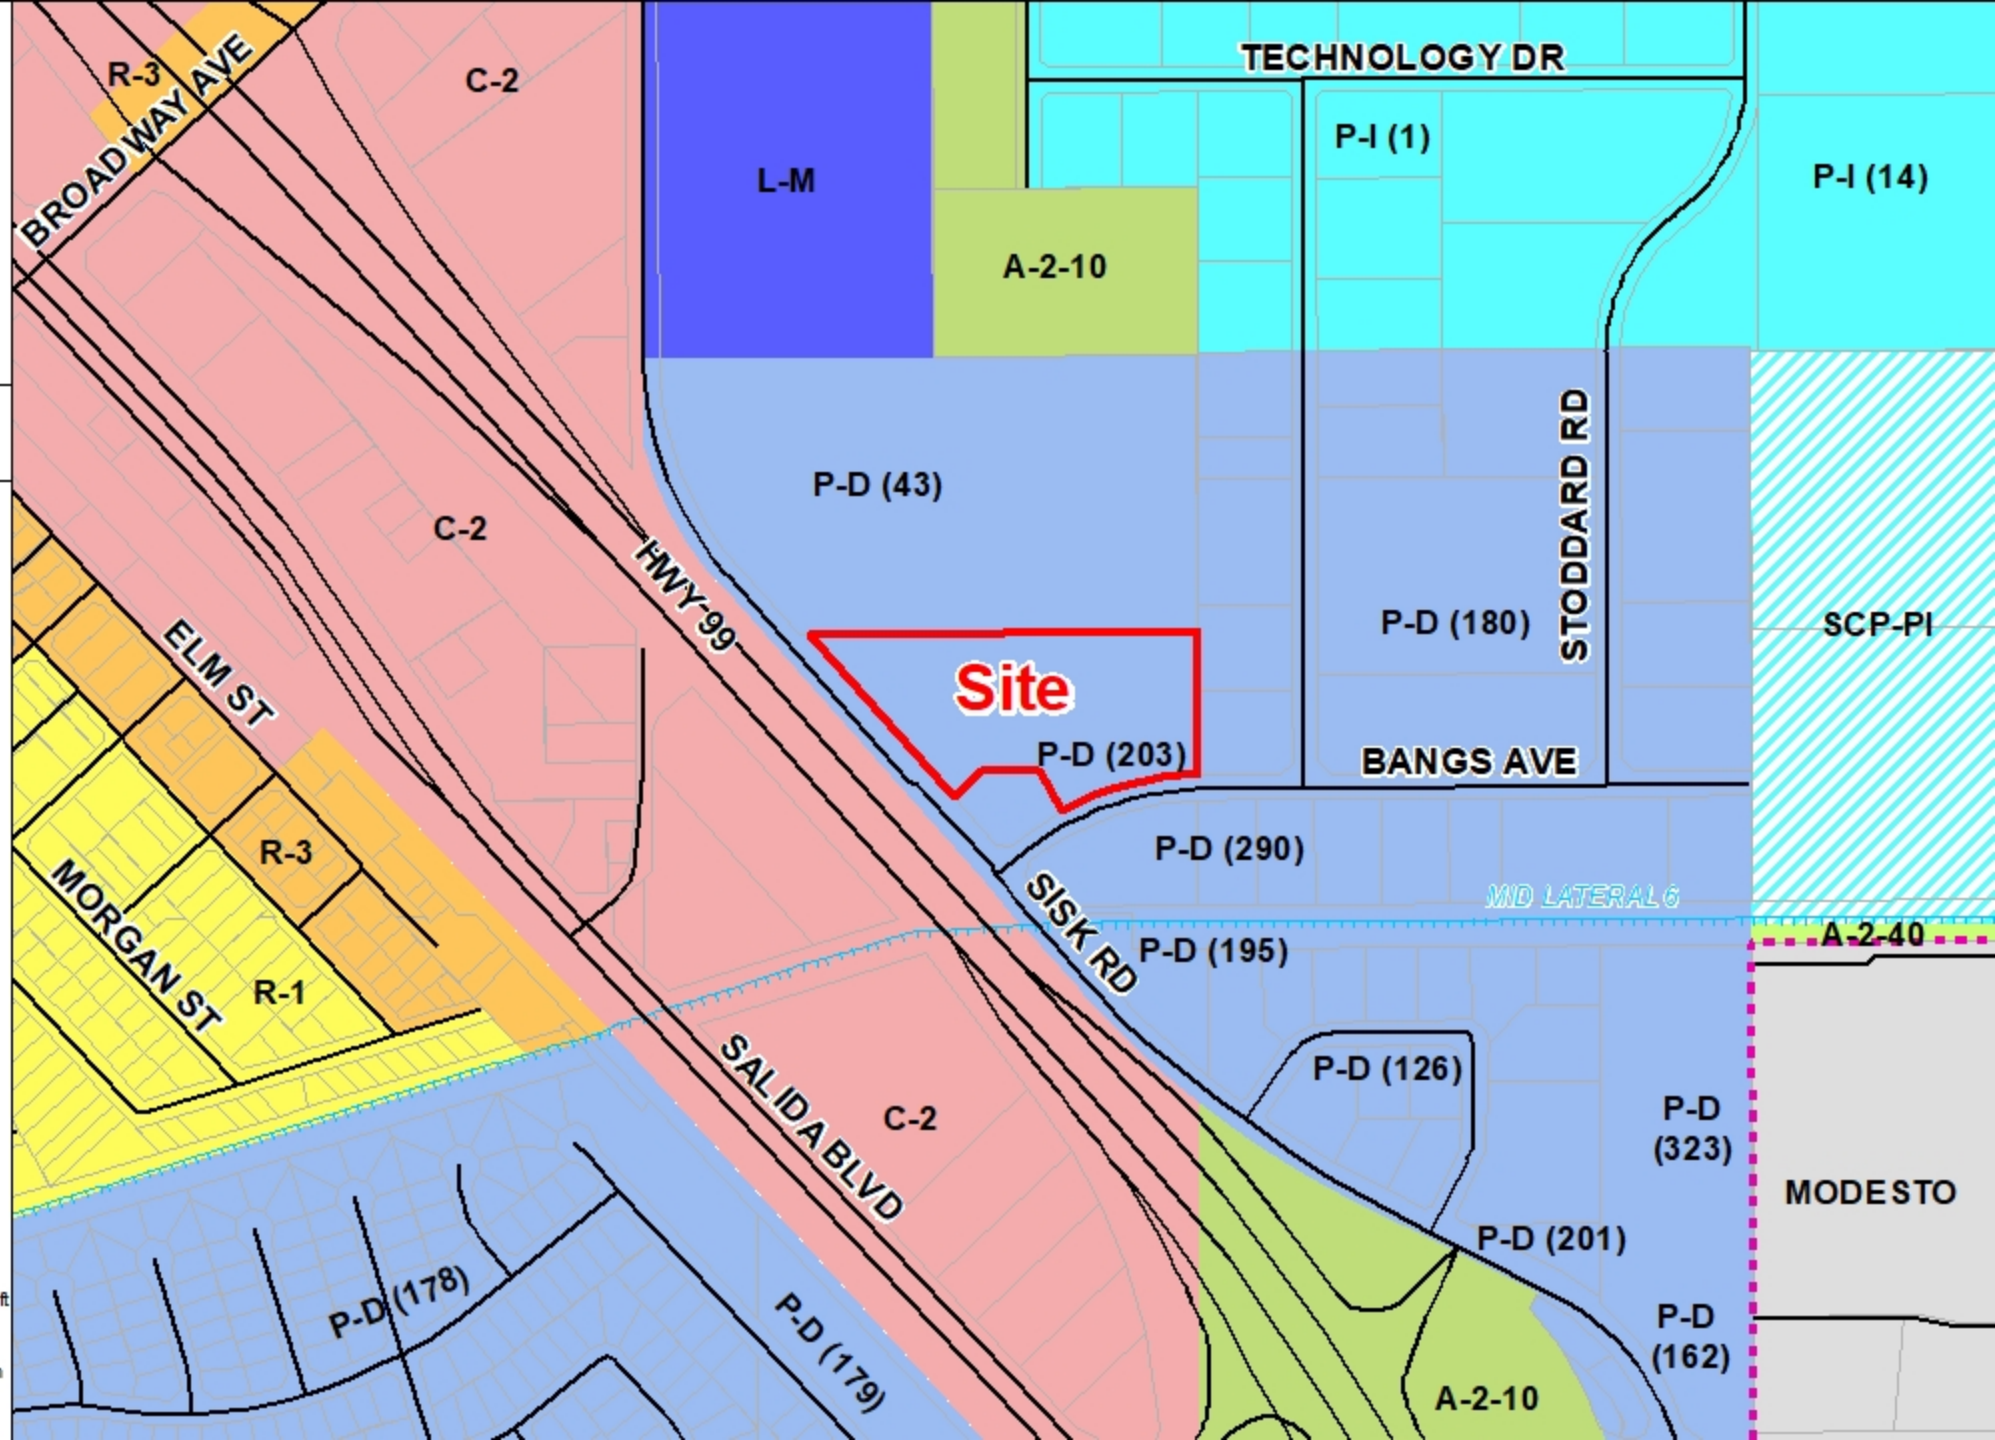 TECHNOLOGY DR
R-3
C-2
BROADWAY AVE
P-I (1)
L-M
P-I (14)
A-2-10
P-D (43)
C-2
STODDARD RD
HWY-99
P-D (180)
SCP-PI
ELM ST
Site
P-D (203)
BANGS AVE
R-3
P-D (290)
MORGAN ST
SISK RD
MID LATERAL 6
A-2-40
P-D (195)
R-1
P-D (126)
C-2
SALIDA BLVD
P-D
(323)
MODESTO
P-D (201)
P-D (178)
P-D (179)
P-D
(162)
A-2-10
ft